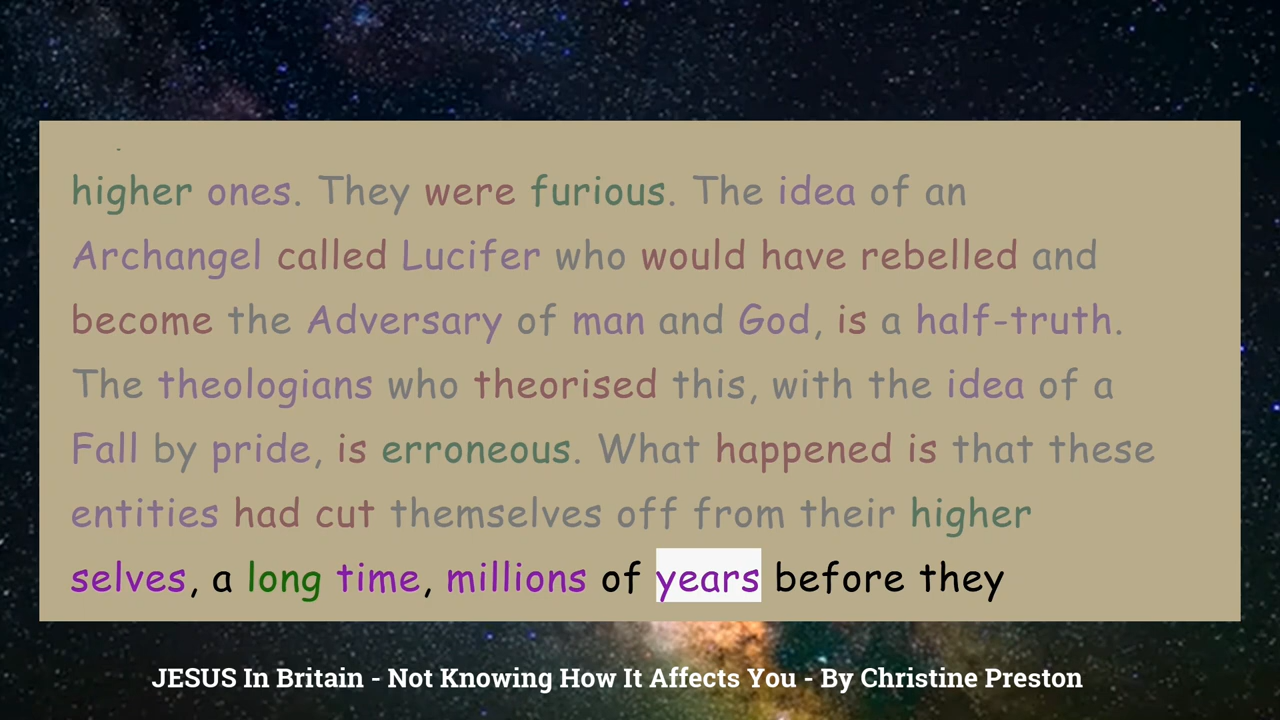 higher ones. They were furious. The idea of an
Archangel called Lucifer who would have rebelled and
become the Adversary of man and God, is a half-truth.
The theologians who theorised this, with the idea of a
Fall by pride, is erroneous. What happened is that these
entities had cut themselves off from their higher
selves, a long time, millions of years before they
JESUS In Britain - Not Knowing How It Affects You - By Christine Preston